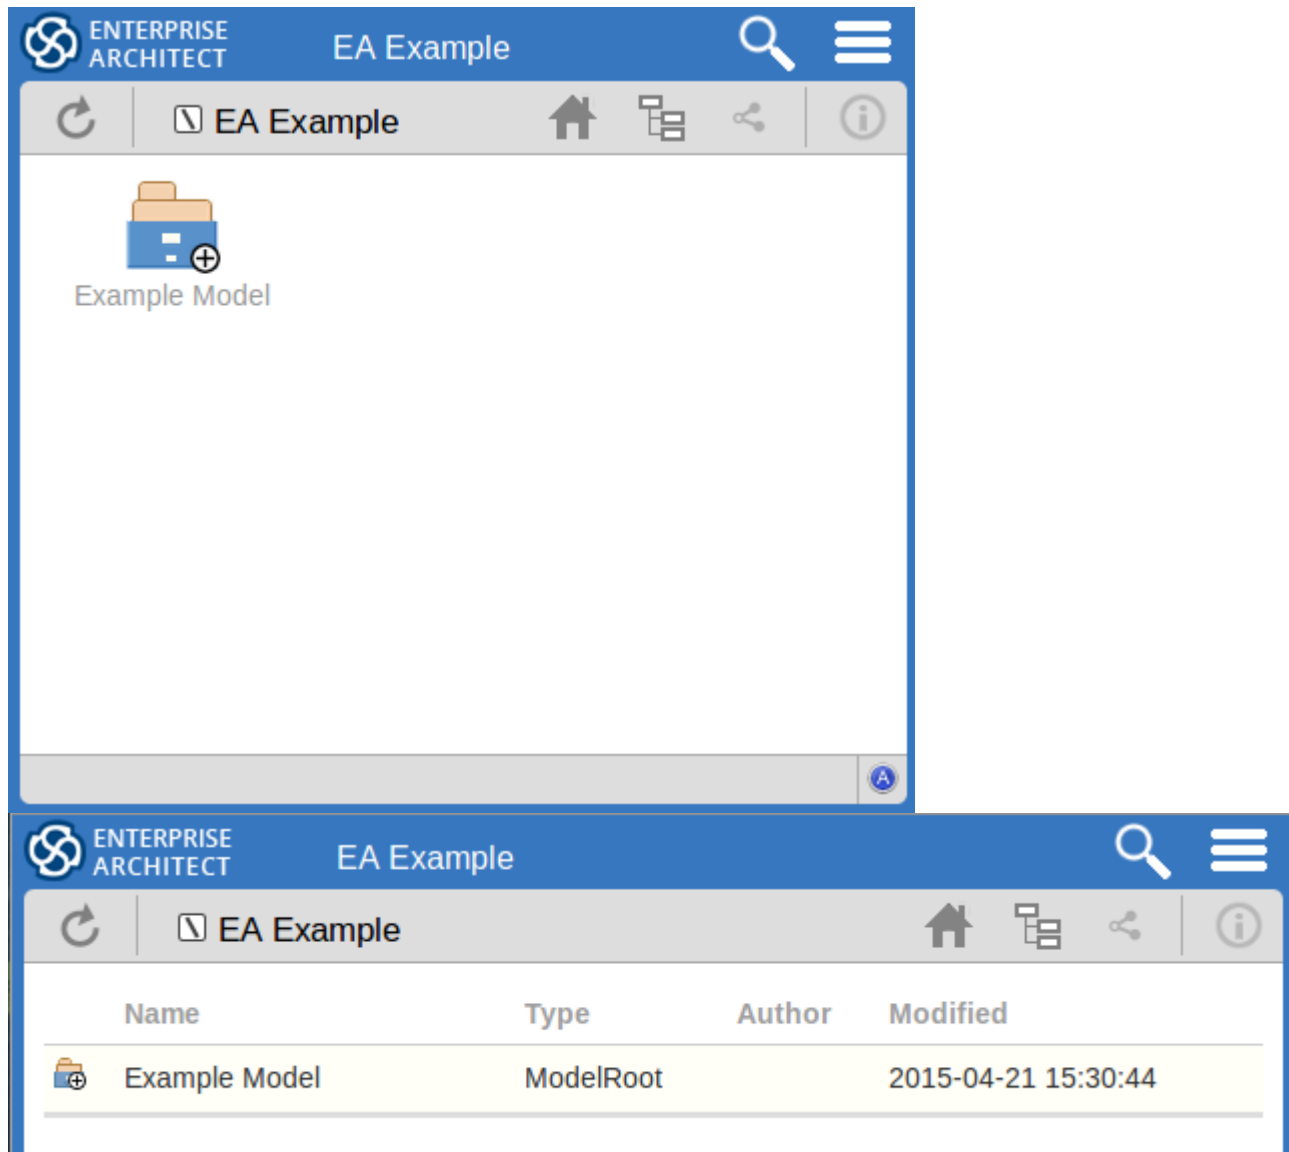 ENTERPRISE
ARCHITECT
EA Example
EA Example
Example Model
A
ENTERPRISE
ARCHITECT
EA Example
EA Example
Name Type Author Modified
Example Model ModelRoot 2015-04-21 15:30:44